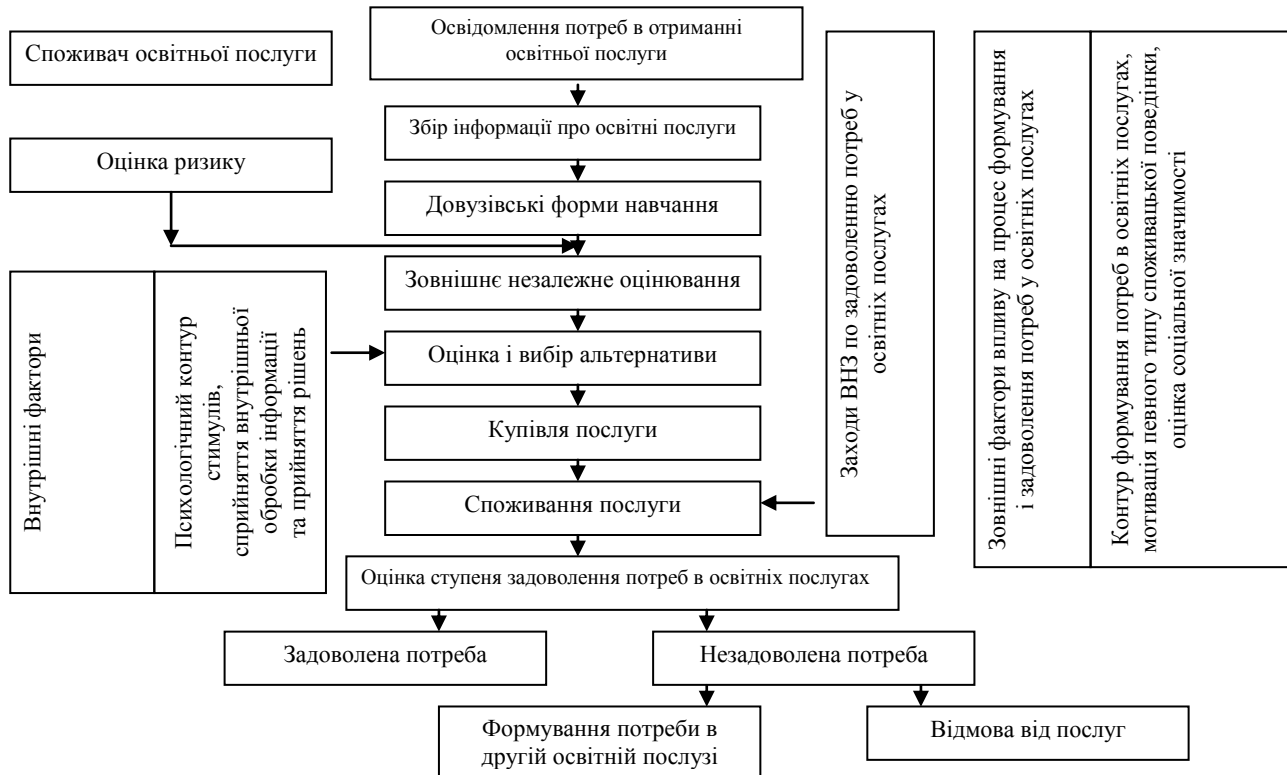 Споживач освітньої послуги
Освідомлення потреб в отриманні
освітньої послуги
Збір інформації про освітні послуги
Оцінка ризику
Довузівські форми навчання
Зовнішнє незалежне оцінювання
Оцінка і вибір альтернативи
Купівля послуги
Споживання послуги
Внутрішні фактори
Психологічний контур
стимулів,
сприйняття внутрішньої
обробки інформації
та прийняття рішень
Заходи ВНЗ по задоволенню потреб у
освітніх послугах
Зовнішні фактори впливу на процес формування
і задоволення потреб у освітніх послугах
Контур формування потреб в освітніх послугах,
мотивація певного типу споживацької поведінки,
оцінка соціальної значимості
Оцінка ступеня задоволення потреб в освітніх послугах
Задоволена потреба
Незадоволена потреба
Формування потреби в
другій освітній послузі
Відмова від послуг